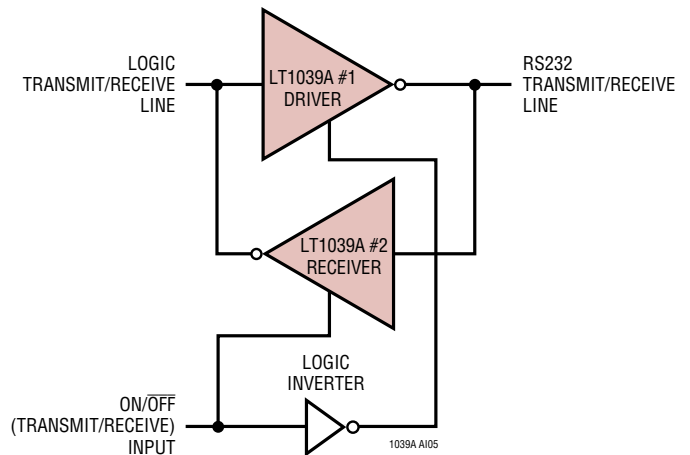 LOGIC
TRANSMIT/RECEIVE
LINE
LT1039A #1
DRIVER
RS232
TRANSMIT/RECEIVE
LINE
LT1039A #2
RECEIVER
LOGIC
INVERTER
ON/O̅F̅F̅
(TRANSMIT/RECEIVE)
INPUT
1039A AI05